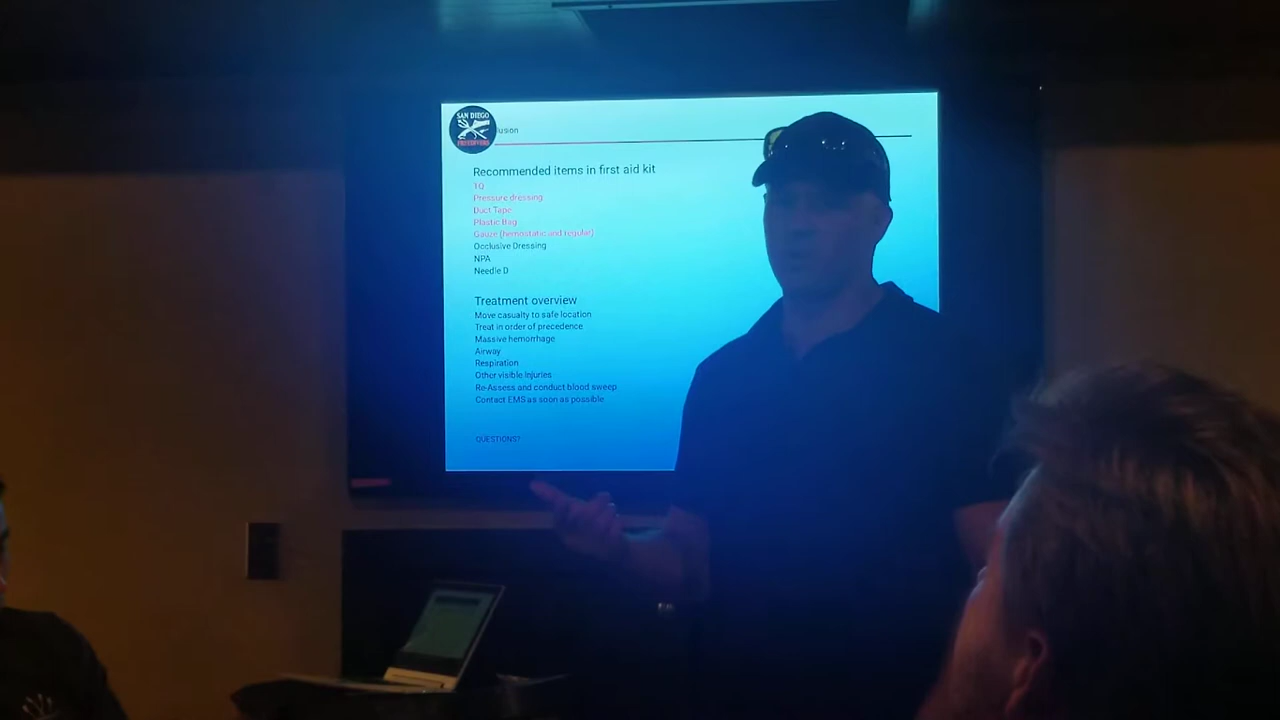 SAN DIEGO
FREEDIVERS
lusion
Recommended items in first aid kit
TQ
Pressure dressing
Duct Tape
Plastic Bag
Gauze (hemostatic and regular)
Occlusive Dressing
NPA
Needle D
Treatment overview
Move casualty to safe location
Treat in order of precedence
Massive hemorrhage
Airway
Respiration
Other visible injuries
Re-Assess and conduct blood sweep
Contact EMS as soon as possible
QUESTIONS?